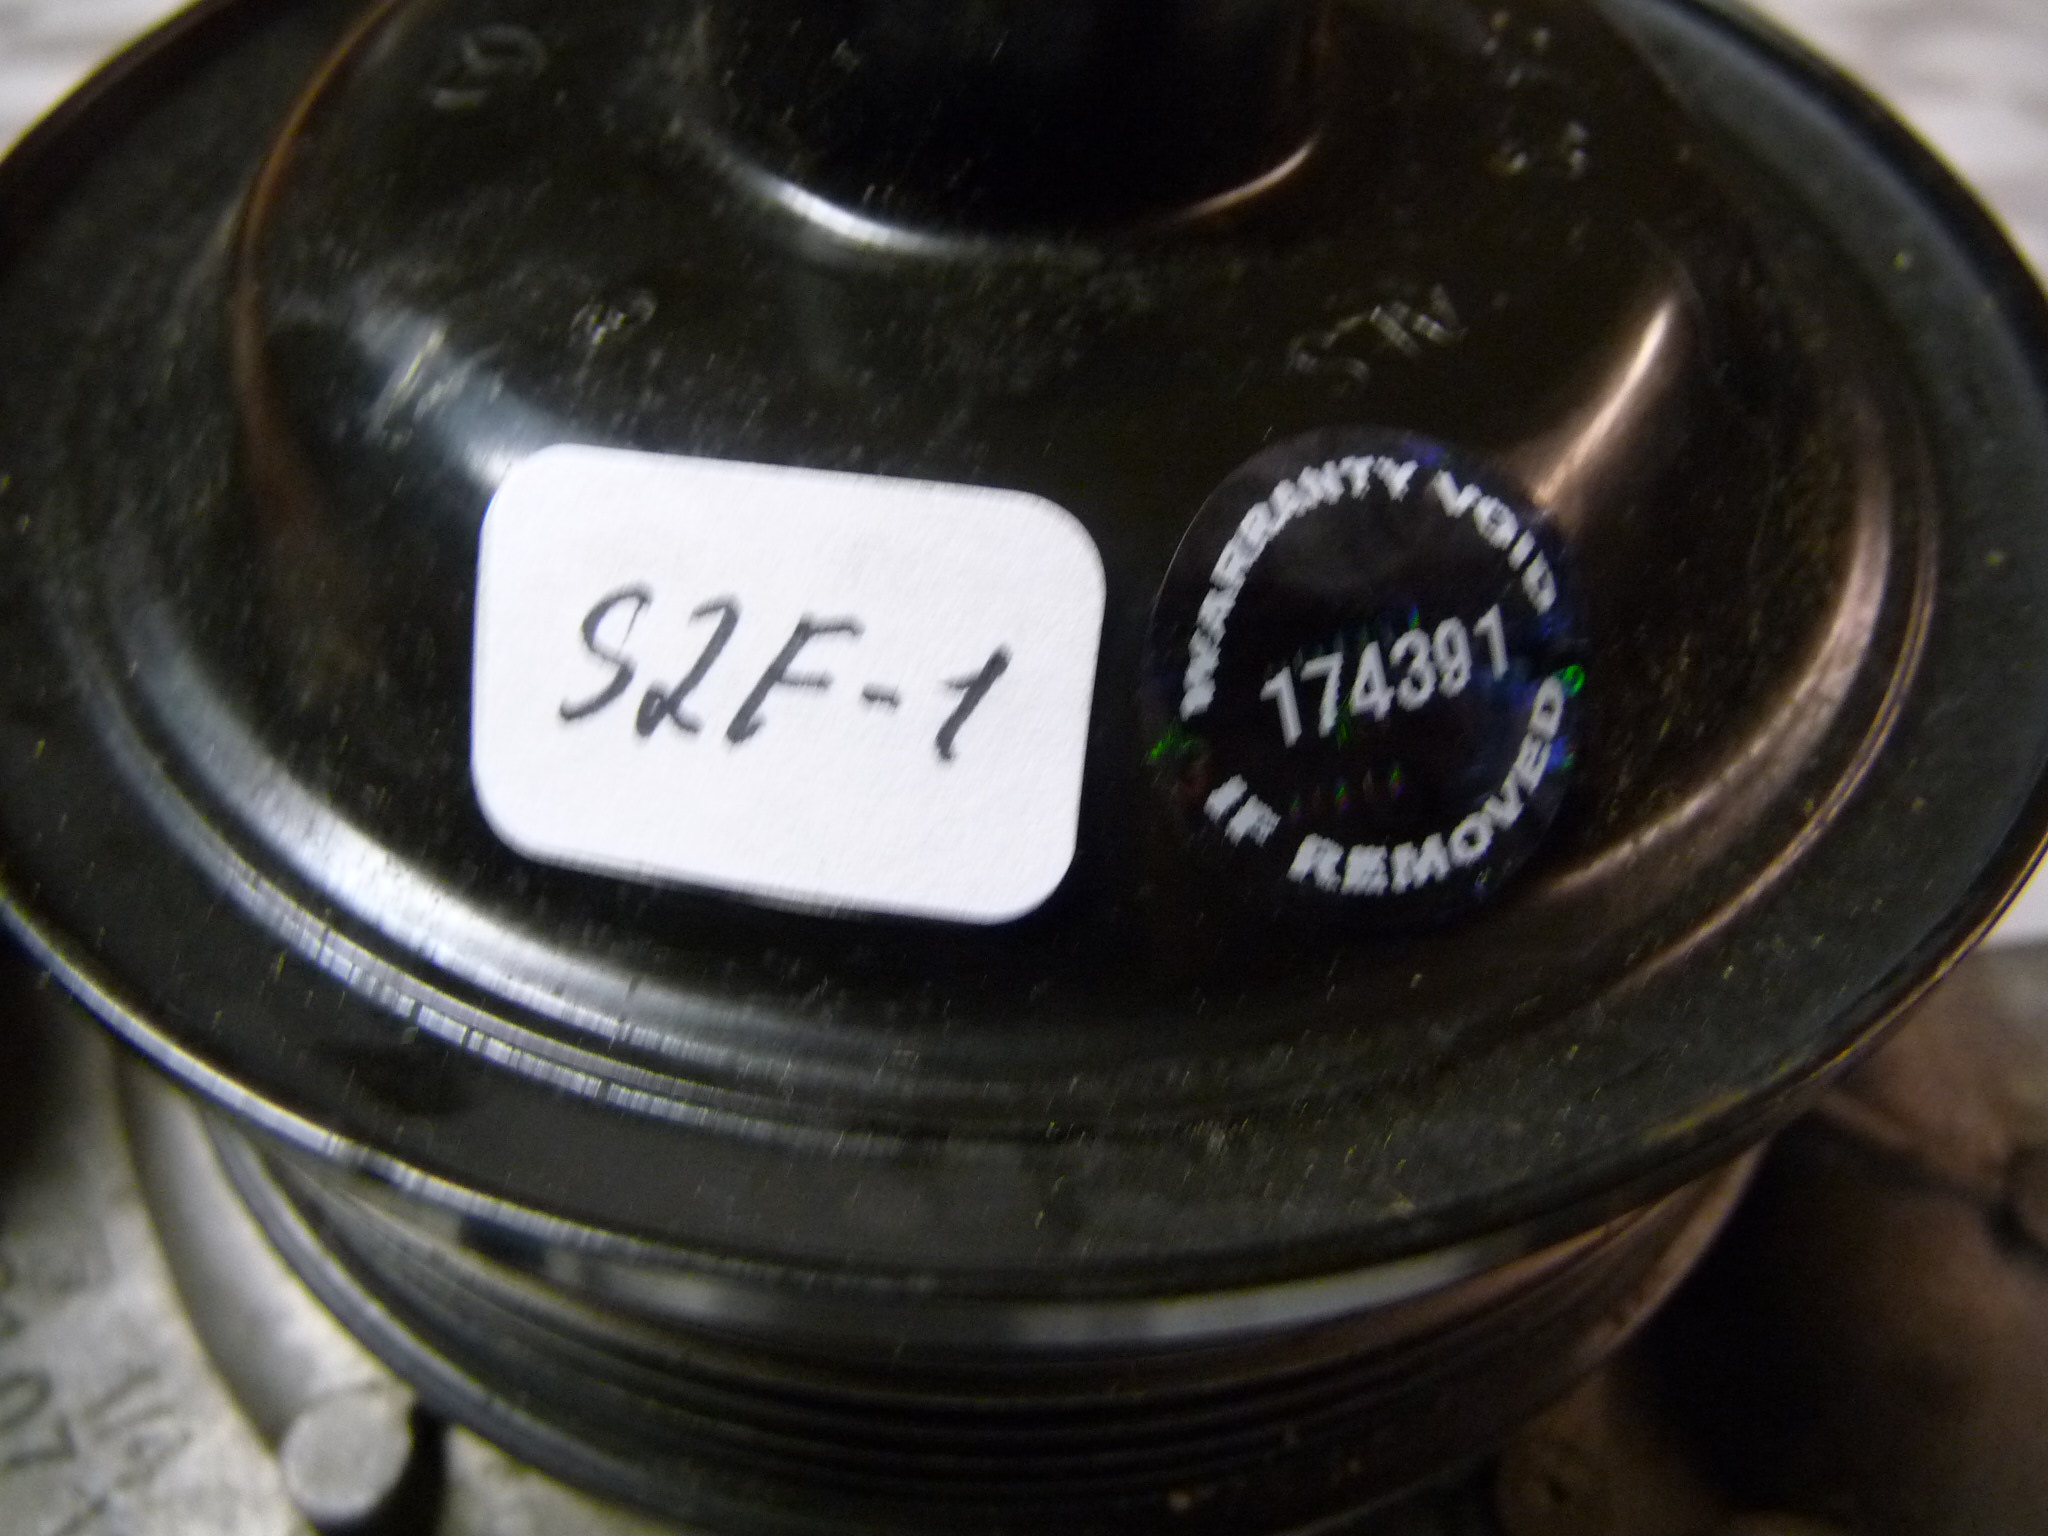 S2F-1
WARRANTY VOID
174391
IF REMOVED